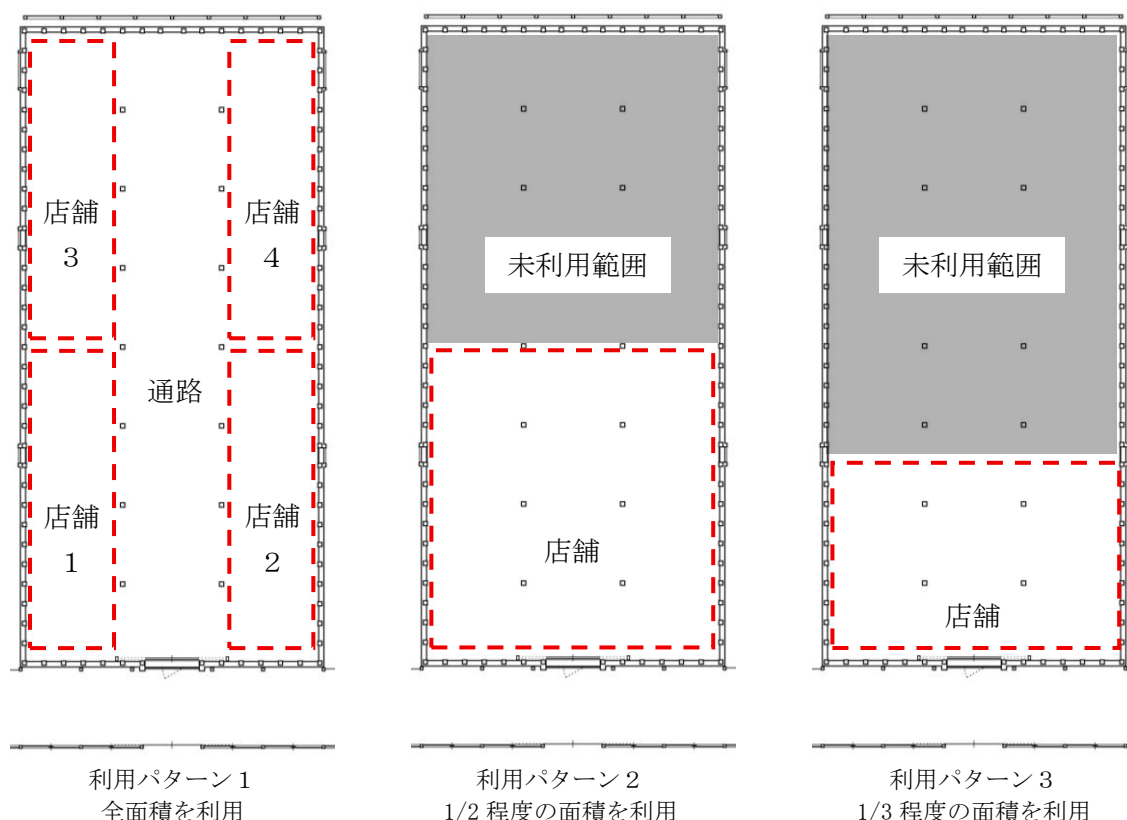 店舗
3
店舗
4
通路
店舗
1
店舗
2
利用パターン１
全面積を利用
未利用範囲
店舗
利用パターン２
1/2 程度の面積を利用
未利用範囲
店舗
利用パターン３
1/3 程度の面積を利用